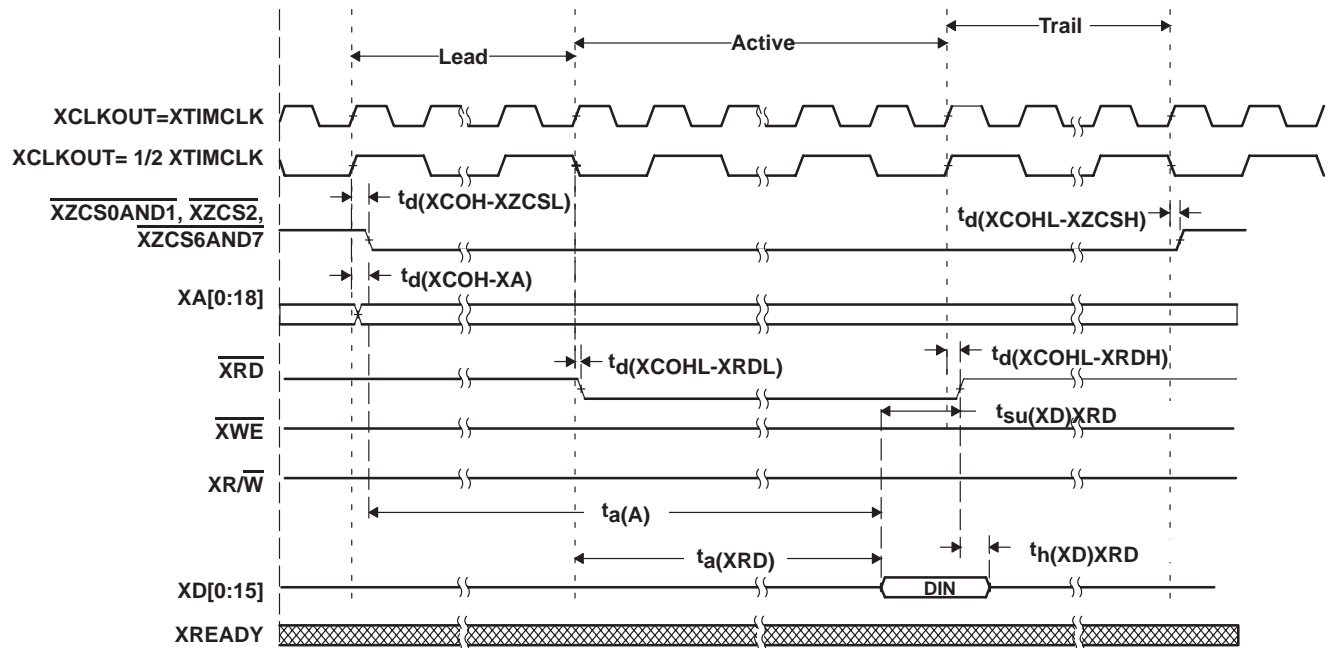 Trail
Active
Lead
XCLKOUT=XTIMCLK
XCLKOUT= 1/2 XTIMCLK
td(XCOH-XZCSL)
XZCS0AND1, XZCS2,
XZCS6AND7
td(XCOHL-XZCSH)
td(XCOH-XA)
XA[0:18]
XRD
td(XCOHL-XRDL)
td(XCOHL-XRDH)
tsu(XD)XRD
XWE
XR/W
ta(A)
ta(XRD)
th(XD)XRD
XD[0:15]
DIN
XREADY